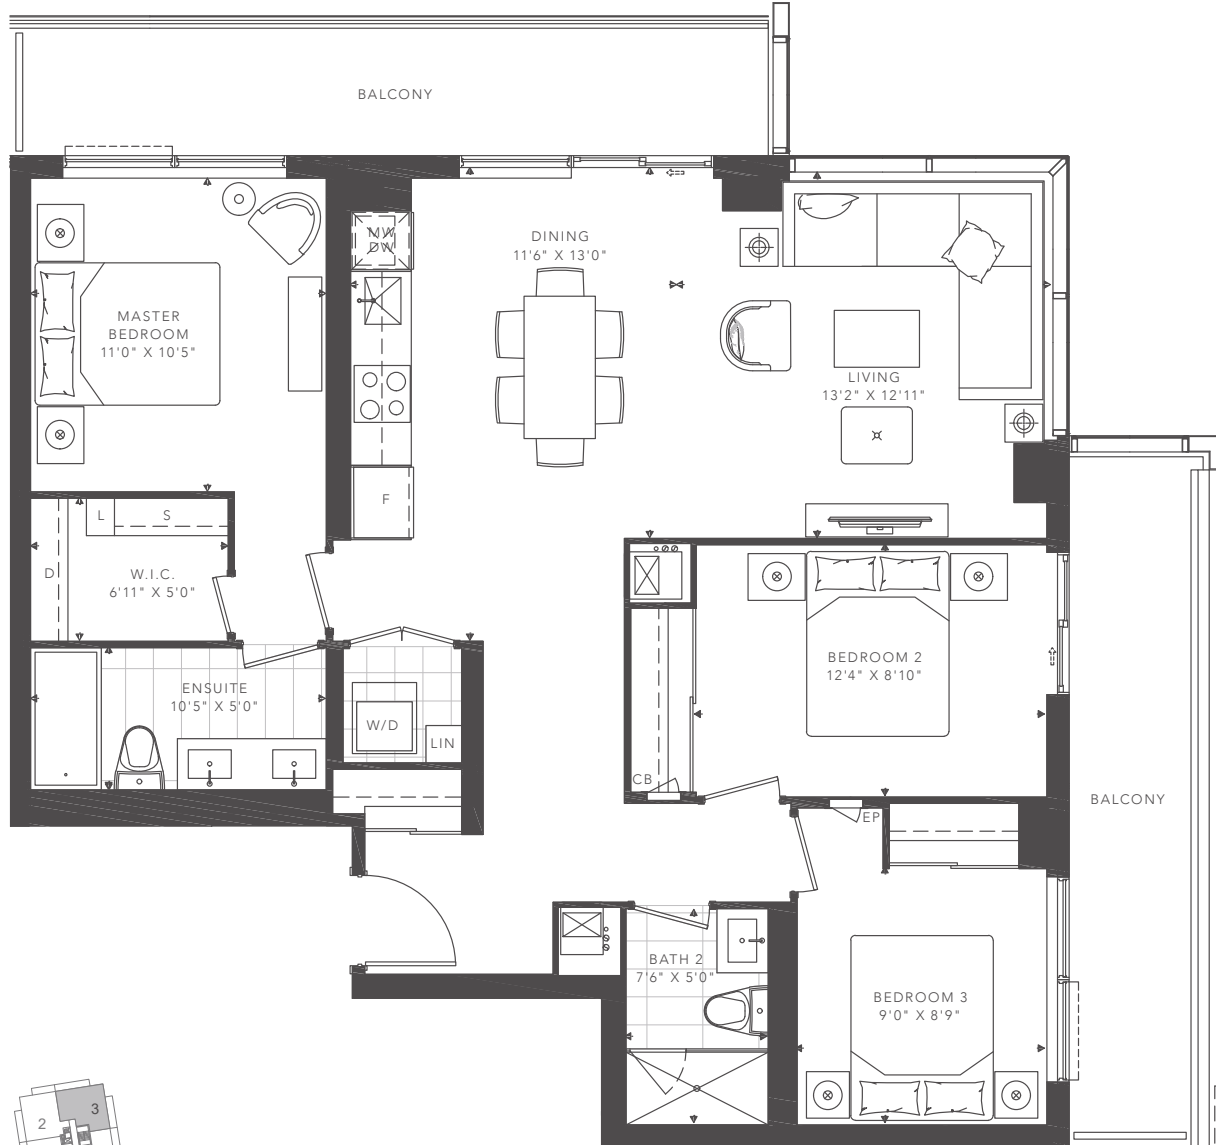 BALCONY
MW
DW
DINING
11'6" X 13'0"
MASTER
BEDROOM
11'0" X 10'5"
LIVING
13'2" X 12'11"
F
L
S
D
W.I.C.
6'11" X 5'0"
BEDROOM 2
12'4" X 8'10"
ENSUITE
10'5" X 5'0"
W/D
LIN
CB
BALCONY
EP
BATH 2
7'6" X 5'0"
BEDROOM 3
9'0" X 8'9"
3
2